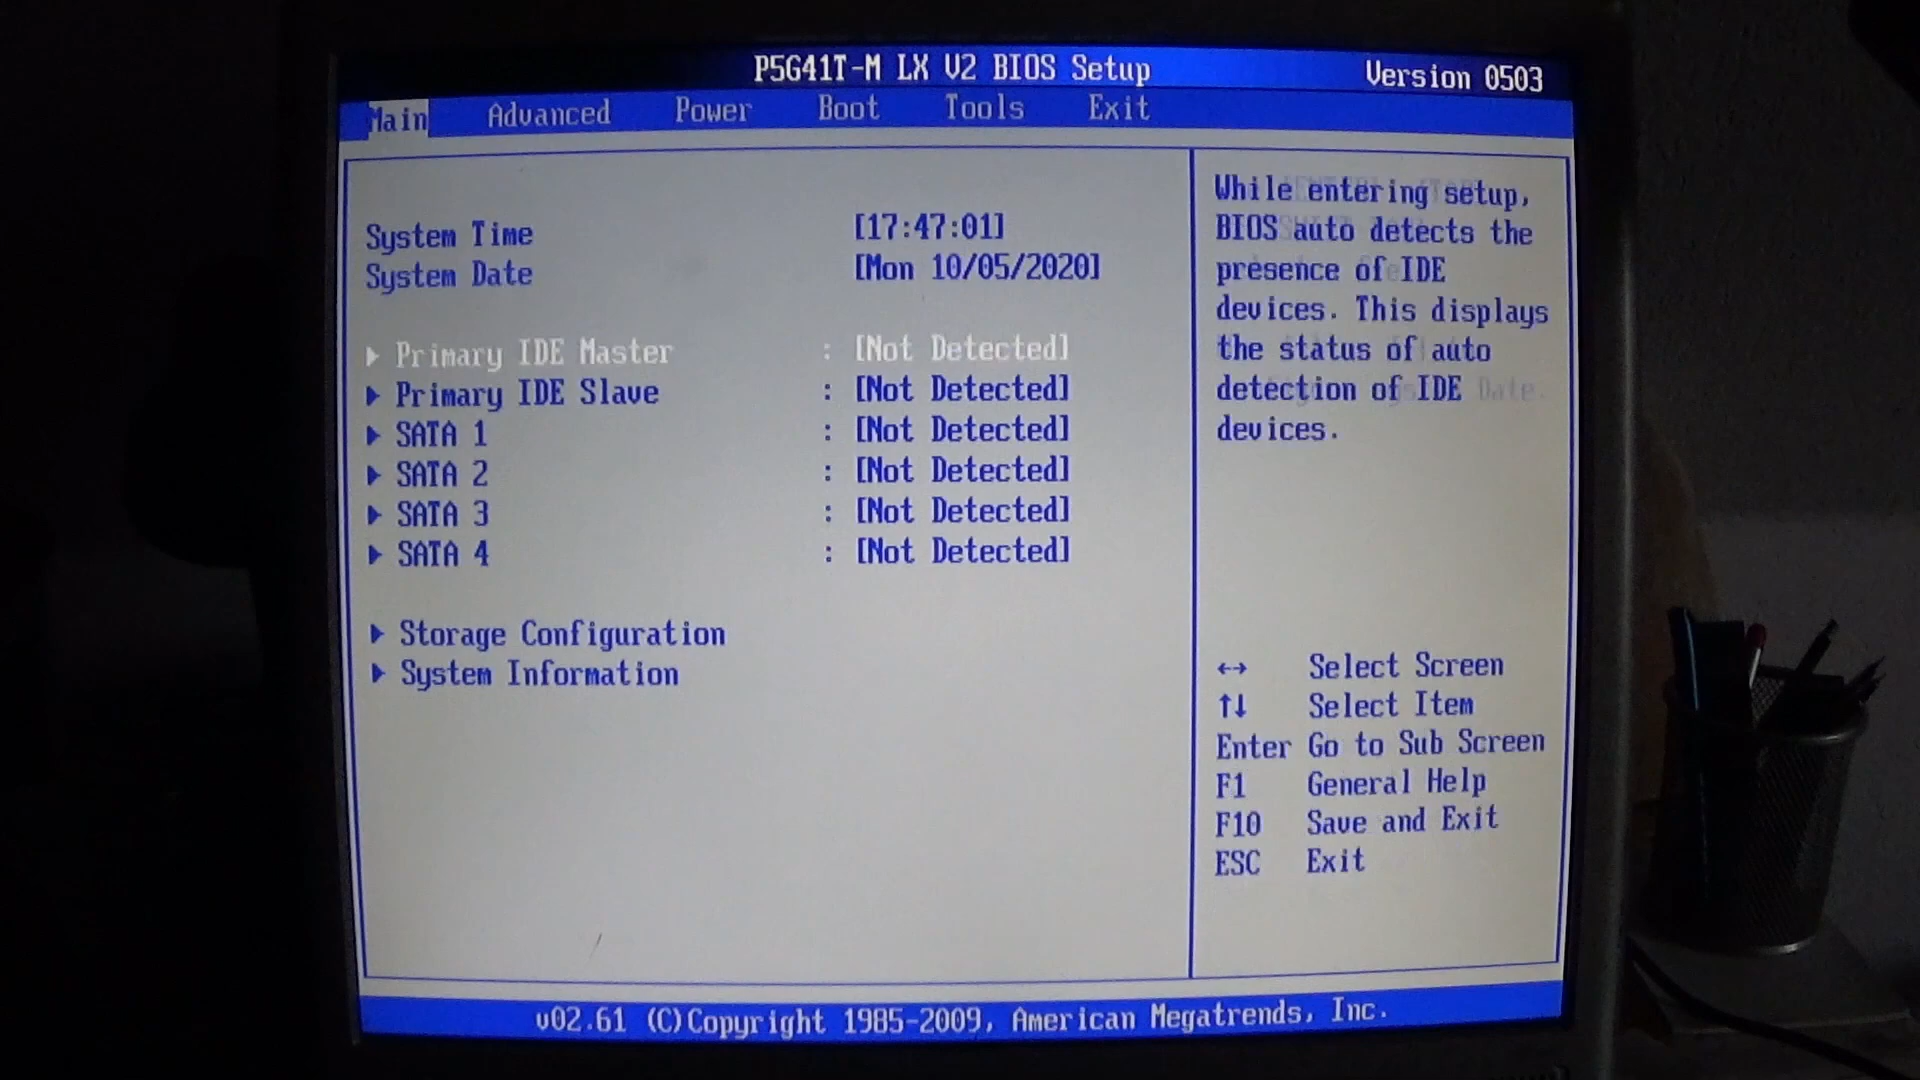 P5G41T-M LX V2 BIOS Setup Version 0503
Main Advanced Power Boot Tools Exit
System Time [17:47:01]
System Date [Mon 10/05/2020]
Primary IDE Master : [Not Detected]
Primary IDE Slave : [Not Detected]
SATA 1 : [Not Detected]
SATA 2 : [Not Detected]
SATA 3 : [Not Detected]
SATA 4 : [Not Detected]
Storage Configuration
System Information
While entering setup,
BIOS auto detects the
presence of IDE
devices. This displays
the status of auto
detection of IDE
devices.
↔ Select Screen
↑↓ Select Item
Enter Go to Sub Screen
F1 General Help
F10 Save and Exit
ESC Exit
v02.61 (C)Copyright 1985-2009, American Megatrends, Inc.